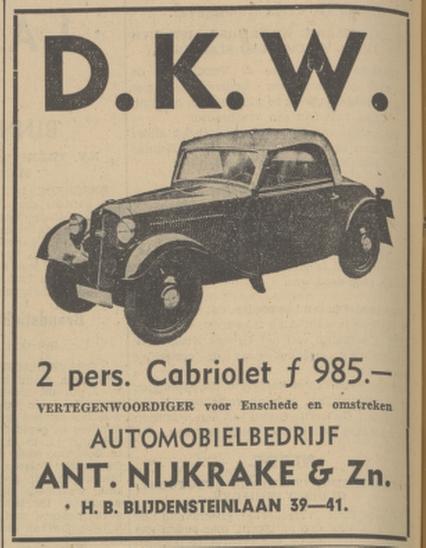 D. K. W.
2 pers. Cabriolet f 985.—
VERTEGENWOORDIGER voor Enschede en omstreken
AUTOMOBIELBEDRIJF
ANT. NIJKRAKE & Zn.
H. B. BLIJDENSTEINLAAN 39—41.